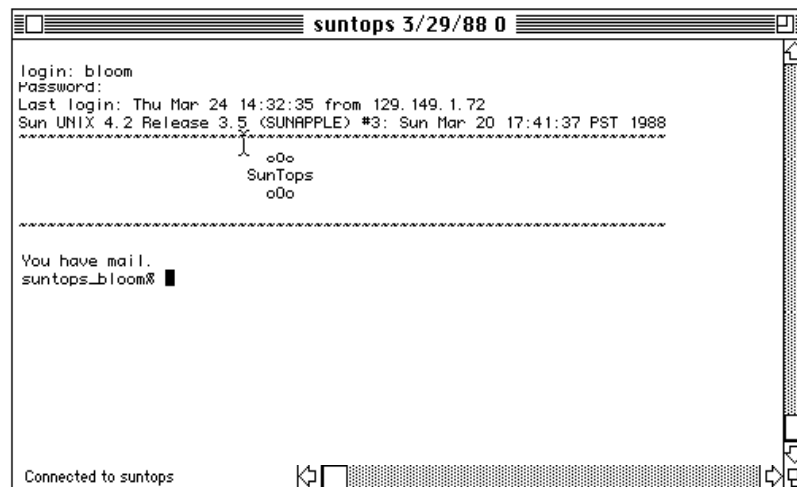 suntops 3/29/88 0
login: bloom
Password:
Last login: Thu Mar 24 14:32:35 from 129.149.1.72
Sun UNIX 4.2 Release 3.5 (SUNAPPLE) #3: Sun Mar 20 17:41:37 PST 1988
~~~~~~~~~~~~~~~~~~~~~~~~~~~~~~~~~~~~~~~~~~~~~~~~~~~~~~~~~~~~~~~~~~~~
oOo
SunTops
oOo
~~~~~~~~~~~~~~~~~~~~~~~~~~~~~~~~~~~~~~~~~~~~~~~~~~~~~~~~~~~~~~~~~~~~
You have mail.
suntops_bloom%
Connected to suntops